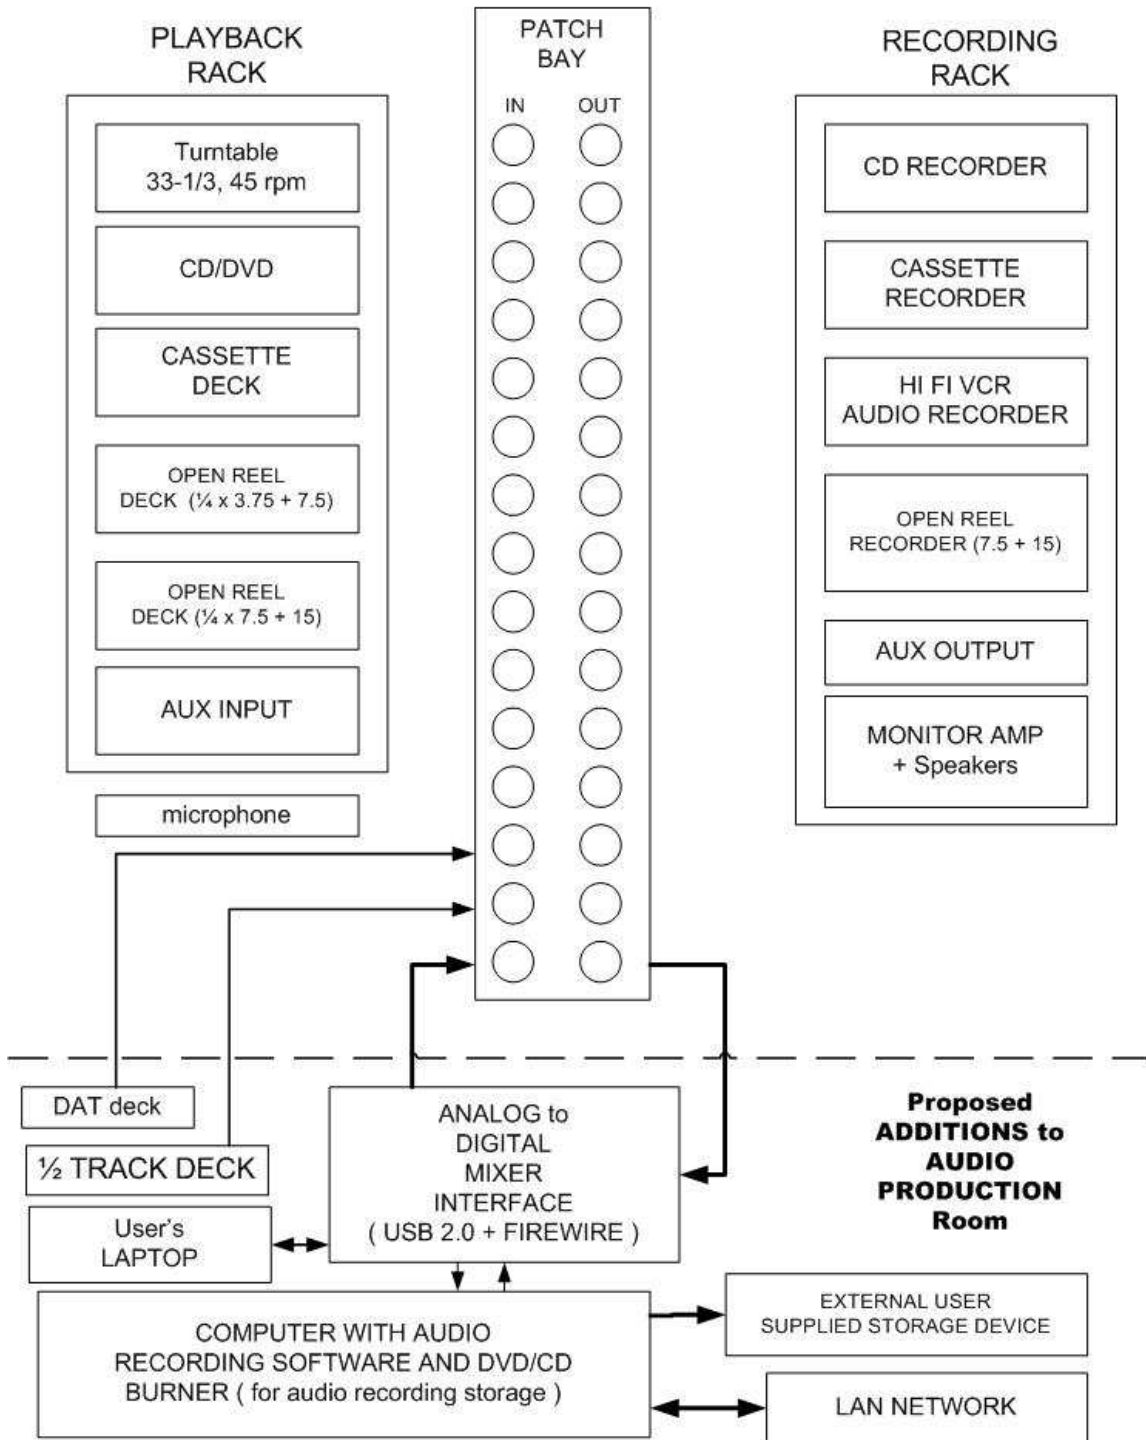 PLAYBACK
RACK
Turntable
33-1/3, 45 rpm
CD/DVD
CASSETTE
DECK
OPEN REEL
DECK  (¼ x 3.75 + 7.5)
OPEN REEL
DECK (¼ x 7.5 + 15)
AUX INPUT
microphone
PATCH
BAY
IN OUT
RECORDING
RACK
CD RECORDER
CASSETTE
RECORDER
HI FI VCR
AUDIO RECORDER
OPEN REEL
RECORDER (7.5 + 15)
AUX OUTPUT
MONITOR AMP
+ Speakers
DAT deck
½ TRACK DECK
User's
LAPTOP
ANALOG to
DIGITAL
MIXER
INTERFACE
( USB 2.0 + FIREWIRE )
Proposed
ADDITIONS to
AUDIO
PRODUCTION
Room
COMPUTER WITH AUDIO
RECORDING SOFTWARE AND DVD/CD
BURNER ( for audio recording storage )
EXTERNAL USER
SUPPLIED STORAGE DEVICE
LAN NETWORK